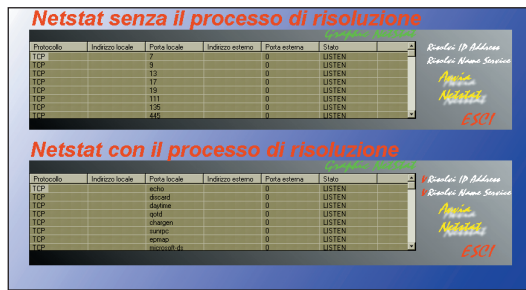 Netstat senza il processo di risoluzione
Graphic NetStat
Protocollo Indirizzo locale Porta locale Indirizzo esterno Porta esterna Stato
TCP 7 0 LISTEN
TCP 9 0 LISTEN
TCP 13 0 LISTEN
TCP 17 0 LISTEN
TCP 19 0 LISTEN
TCP 111 0 LISTEN
TCP 135 0 LISTEN
TCP 445 0 LISTEN
Risolvi IP Address
Risolvi Name Service
Avvia
Netstat
ESCI
Netstat con il processo di risoluzione
Graphic NetStat
Protocollo Indirizzo locale Porta locale Indirizzo esterno Porta esterna Stato
TCP echo 0 LISTEN
TCP discard 0 LISTEN
TCP daytime 0 LISTEN
TCP qotd 0 LISTEN
TCP chargen 0 LISTEN
TCP sunrpc 0 LISTEN
TCP epmap 0 LISTEN
TCP microsoft-ds 0 LISTEN
V Risolvi IP Address
V Risolvi Name Service
Avvia
Netstat
ESCI